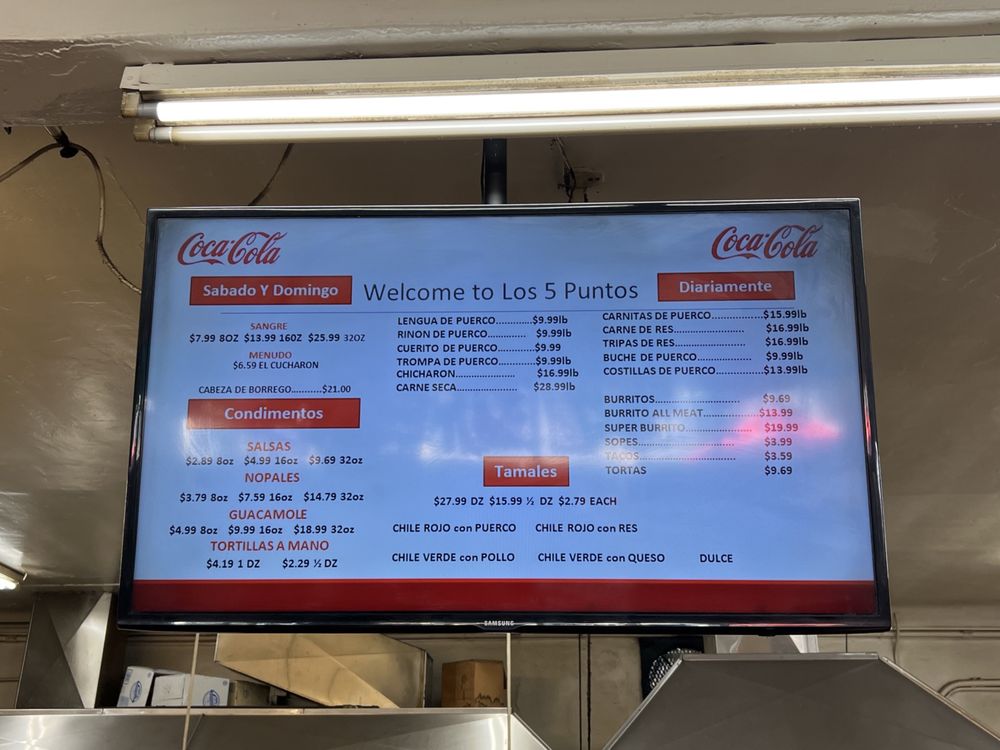 Coca-Cola
Coca-Cola
Sabado Y Domingo
Welcome to Los 5 Puntos
Diariamente
SANGRE
$7.99 8OZ $13.99 16OZ $25.99 32OZ
MENUDO
$6.59 EL CUCHARON
CABEZA DE BORREGO...........$21.00
Condimentos
SALSAS
$2.89 8oz $4.99 16oz $9.69 32oz
NOPALES
$3.79 8oz $7.59 16oz $14.79 32oz
GUACAMOLE
$4.99 8oz $9.99 16oz $18.99 32oz
TORTILLAS A MANO
$4.19 1 DZ $2.29 ½ DZ
LENGUA DE PUERCO.............$9.99lb
RINON DE PUERCO.............. $9.99lb
CUERITO DE PUERCO............$9.99
TROMPA DE PUERCO............$9.99lb
CHICHARON....................... $16.99lb
CARNE SECA...................... $28.99lb
CARNITAS DE PUERCO..................$15.99lb
CARNE DE RES......................... $16.99lb
TRIPAS DE RES......................... $16.99lb
BUCHE DE PUERCO..................... $9.99lb
COSTILLAS DE PUERCO................$13.99lb
BURRITOS.............................. $9.69
BURRITO ALL MEAT....................$13.99
SUPER BURRITO....................... $19.99
SOPES................................... $3.99
TACOS................................... $3.59
TORTAS $9.69
Tamales
$27.99 DZ $15.99 ½ DZ $2.79 EACH
CHILE ROJO con PUERCO CHILE ROJO con RES
CHILE VERDE con POLLO CHILE VERDE con QUESO DULCE
SAMSUNG